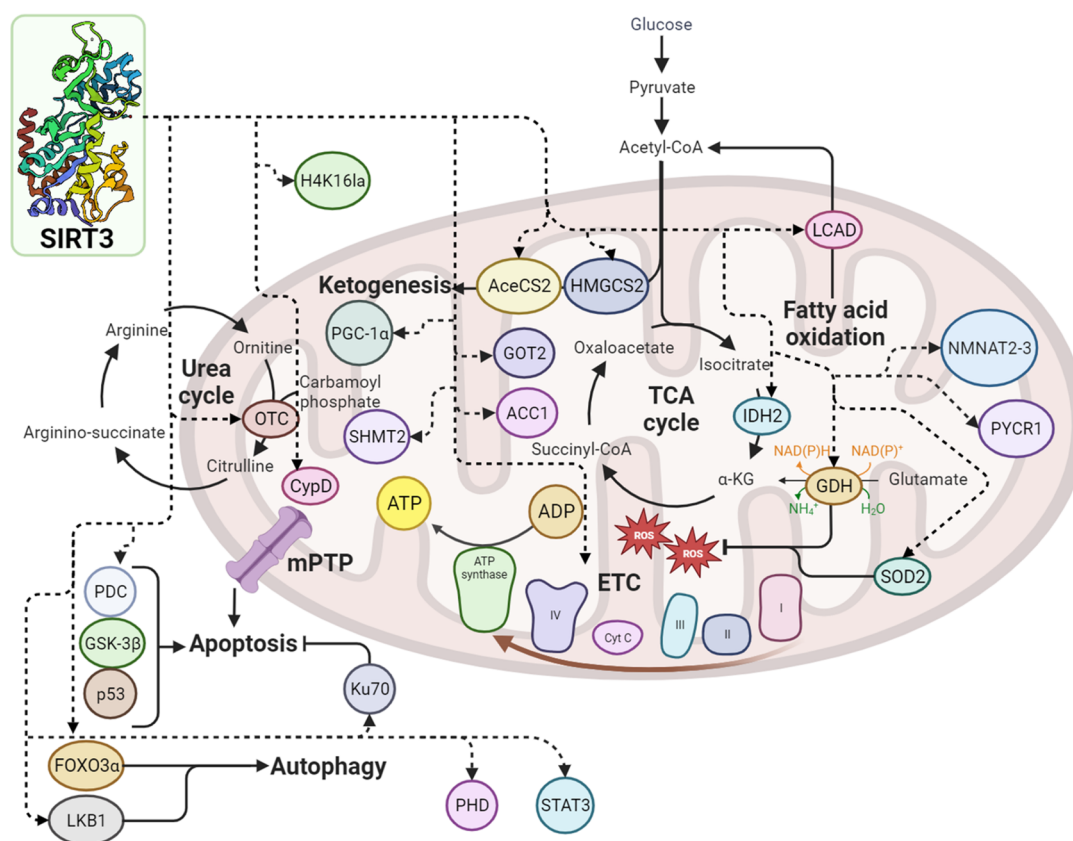 Glucose
Pyruvate
Acetyl-CoA
SIRT3
H4K16la
LCAD
Ketogenesis
AceCS2
HMGCS2
PGC-1α
Fatty acid
oxidation
Arginine
Ornitine
Urea
cycle
Carbamoyl
phosphate
OTC
Arginino-succinate
Citrulline
CypD
GOT2
ACC1
SHMT2
Oxaloacetate
Isocitrate
TCA
cycle
IDH2
Succinyl-CoA
α-KG
NMNAT2-3
PYCR1
NAD(P)H
NAD(P)⁺
GDH
Glutamate
NH₄⁺
H₂O
ATP
ADP
ROS
ROS
SOD2
mPTP
ATP
synthase
ETC
IV
Cyt C
III
II
I
PDC
GSK-3β
p53
Apoptosis
Ku70
FOXO3α
Autophagy
LKB1
PHD
STAT3